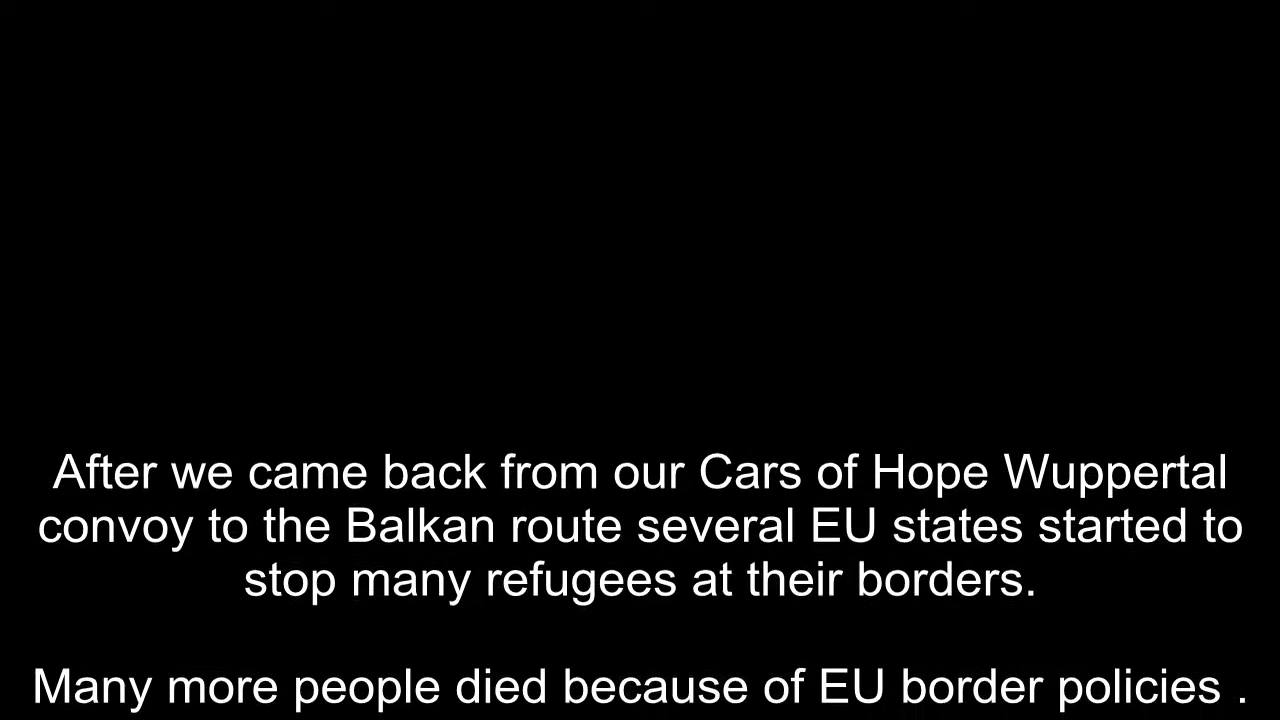 After we came back from our Cars of Hope Wuppertal
convoy to the Balkan route several EU states started to
stop many refugees at their borders.
Many more people died because of EU border policies .